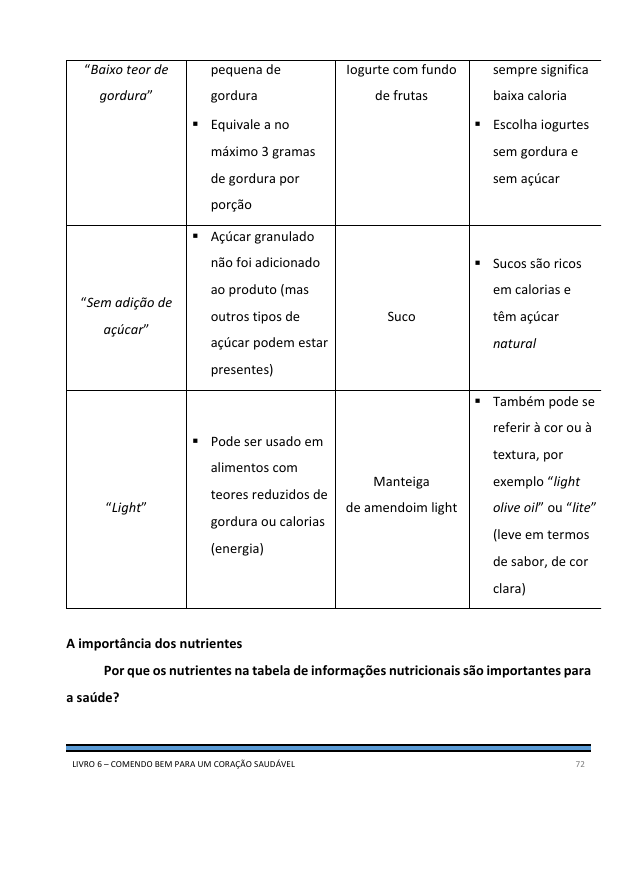 “Baixo teor de
gordura”
pequena de
gordura
▪ Equivale a no
máximo 3 gramas
de gordura por
porção
Iogurte com fundo
de frutas
sempre significa
baixa caloria
▪ Escolha iogurtes
sem gordura e
sem açúcar
“Sem adição de
açúcar”
▪ Açúcar granulado
não foi adicionado
ao produto (mas
outros tipos de
açúcar podem estar
presentes)
Suco
▪ Sucos são ricos
em calorias e
têm açúcar
natural
“Light”
▪ Pode ser usado em
alimentos com
teores reduzidos de
gordura ou calorias
(energia)
Manteiga
de amendoim light
▪ Também pode se
referir à cor ou à
textura, por
exemplo “light
olive oil” ou “lite”
(leve em termos
de sabor, de cor
clara)
A importância dos nutrientes
Por que os nutrientes na tabela de informações nutricionais são importantes para
a saúde?
LIVRO 6 – COMENDO BEM PARA UM CORAÇÃO SAUDÁVEL
72